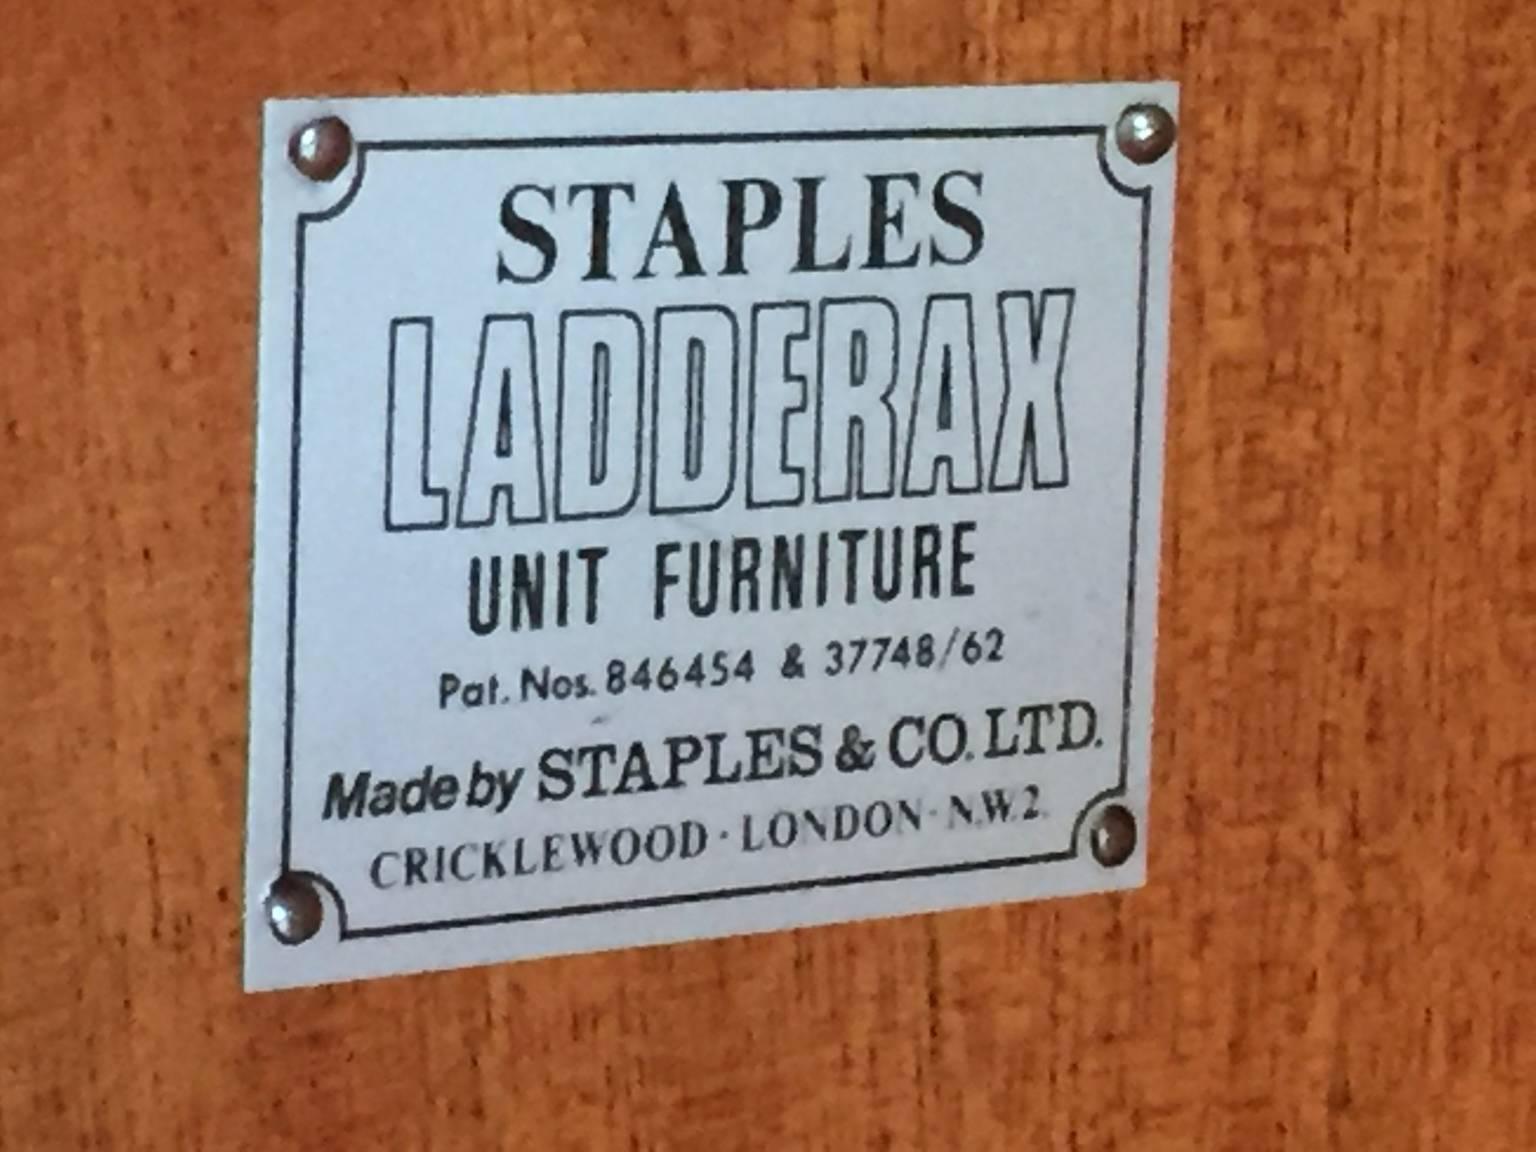 STAPLES
LADDERAX
UNIT FURNITURE
Pat. Nos. 846454 & 37748/62
Made by STAPLES & CO. LTD.
CRICKLEWOOD · LONDON · N.W.2.